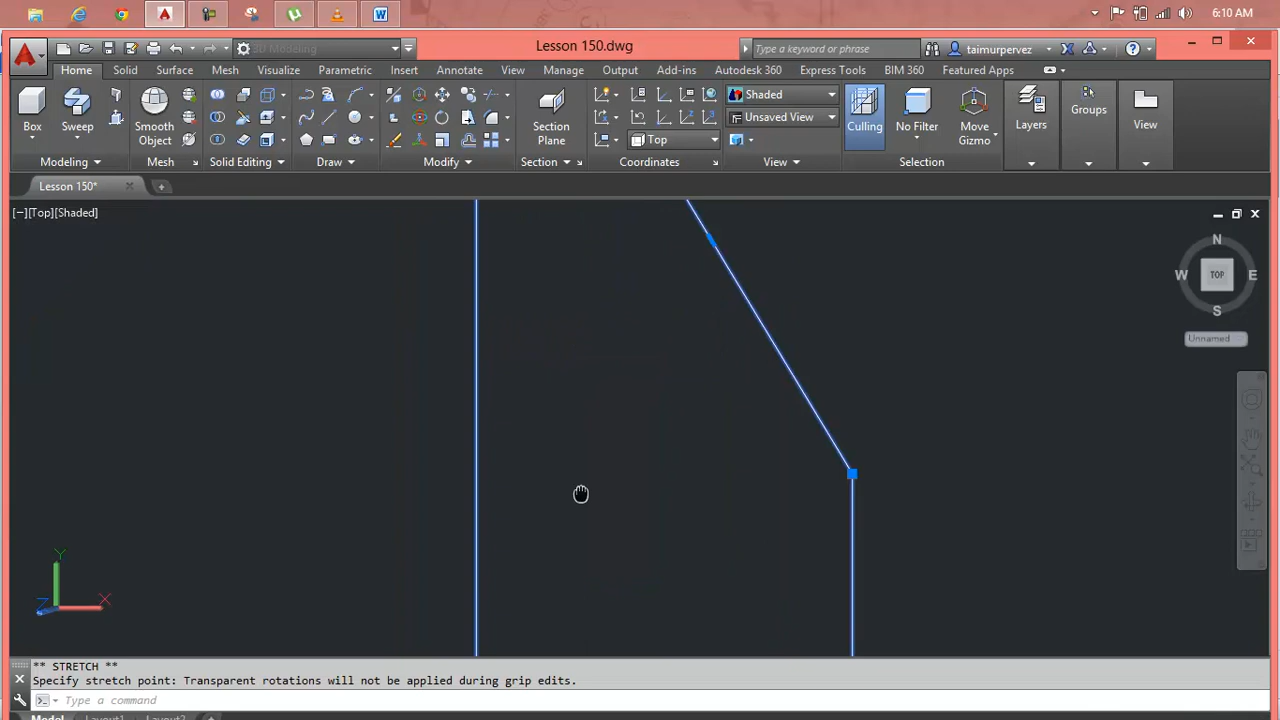 6:10 AM
3D Modeling
Lesson 150.dwg
Type a keyword or phrase
taimurpervez
Home Solid Surface Mesh Visualize Parametric Insert Annotate View Manage Output Add-ins Autodesk 360 Express Tools BIM 360 Featured Apps
Shaded
Unsaved View
Top
Box Sweep Smooth Object Section Plane Culling No Filter Move Gizmo Layers Groups View
Modeling Mesh Solid Editing Draw Modify Section Coordinates View Selection
Lesson 150*
[−][Top][Shaded]
N
W TOP E
S
Unnamed
Y
Z X
** STRETCH **
Specify stretch point: Transparent rotations will not be applied during grip edits.
Type a command
Model Layout1 Layout2